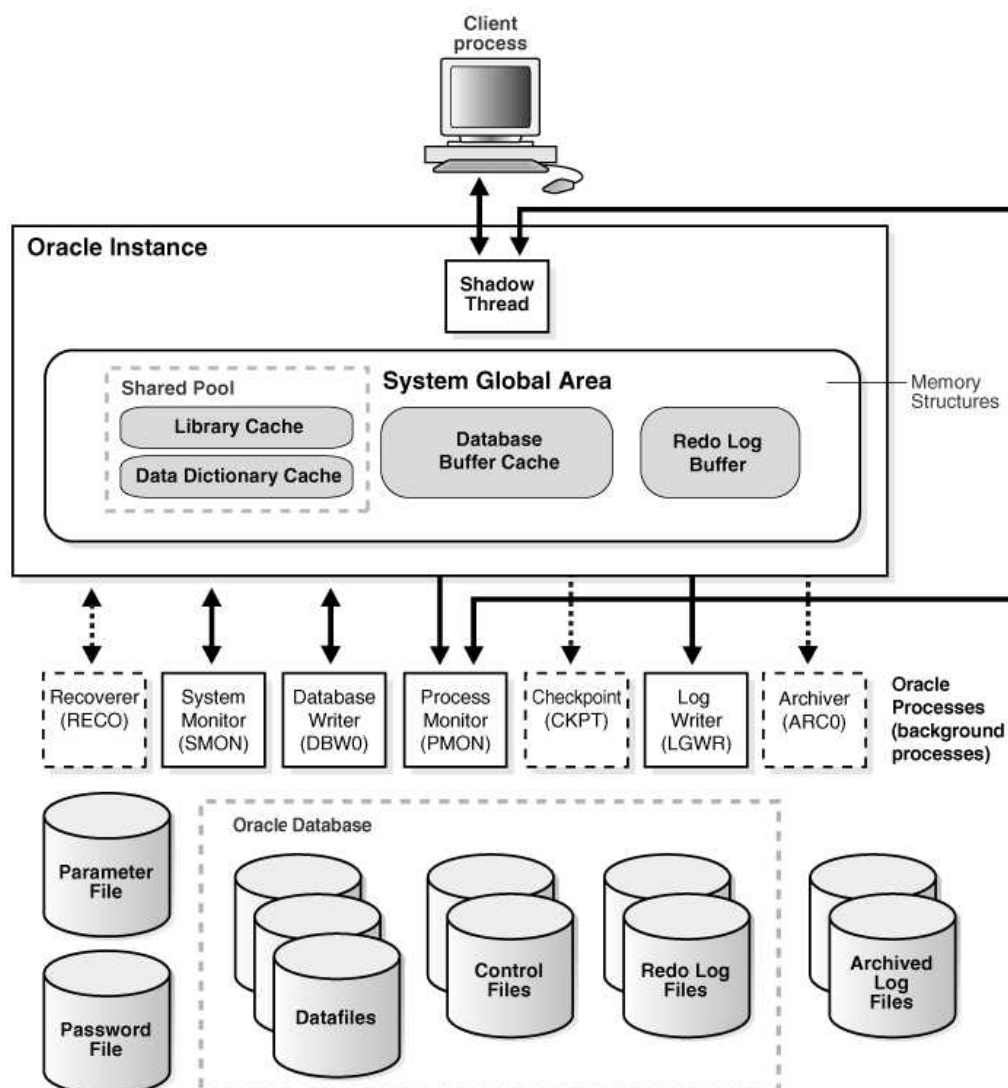 Client
process
Oracle Instance
Shadow
Thread
Shared Pool
System Global Area
Memory
Structures
Library Cache
Data Dictionary Cache
Database
Buffer Cache
Redo Log
Buffer
Recoverer
(RECO)
System
Monitor
(SMON)
Database
Writer
(DBW0)
Process
Monitor
(PMON)
Checkpoint
(CKPT)
Log
Writer
(LGWR)
Archiver
(ARC0)
Oracle
Processes
(background
processes)
Parameter
File
Password
File
Oracle Database
Datafiles
Control
Files
Redo Log
Files
Archived
Log
Files